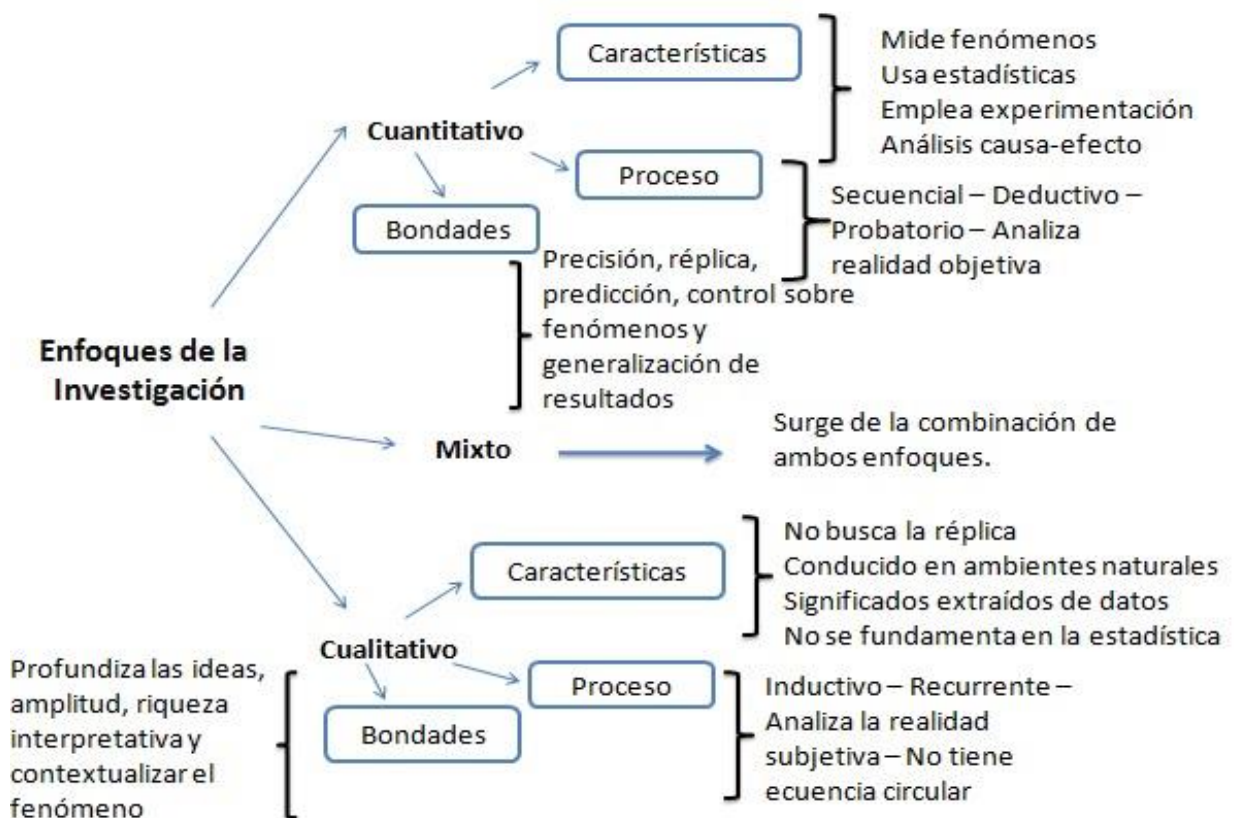 Enfoques de la
Investigación
Cuantitativo
Características
Mide fenómenos
Usa estadísticas
Emplea experimentación
Análisis causa-efecto
Proceso
Secuencial – Deductivo –
Probatorio – Analiza
realidad objetiva
Bondades
Precisión, réplica,
predicción, control sobre
fenómenos y
generalización de
resultados
Mixto
Surge de la combinación de
ambos enfoques.
Cualitativo
Características
No busca la réplica
Conducido en ambientes naturales
Significados extraídos de datos
No se fundamenta en la estadística
Proceso
Inductivo – Recurrente –
Analiza la realidad
subjetiva – No tiene
ecuencia circular
Bondades
Profundiza las ideas,
amplitud, riqueza
interpretativa y
contextualizar el
fenómeno